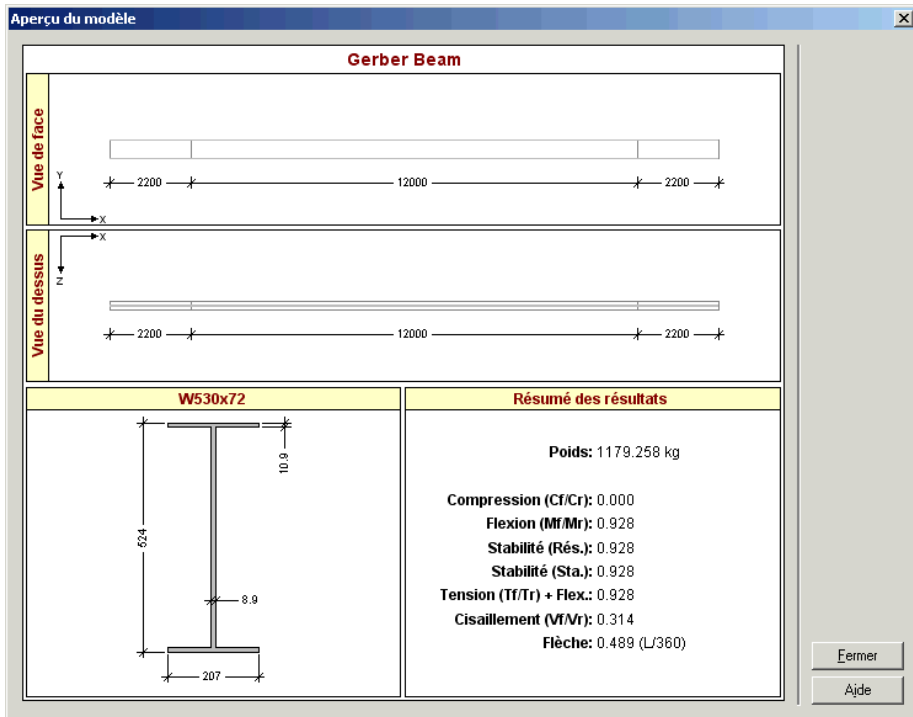 Aperçu du modèle
Gerber Beam
Vue de face
Y
X
2200
12000
2200
Vue du dessus
X
Z
2200
12000
2200
W530x72
10.9
524
8.9
207
Résumé des résultats
Poids: 1179.258 kg
Compression (Cf/Cr): 0.000
Flexion (Mf/Mr): 0.928
Stabilité (Rés.): 0.928
Stabilité (Sta.): 0.928
Tension (Tf/Tr) + Flex.: 0.928
Cisaillement (Vf/Vr): 0.314
Flèche: 0.489 (L/360)
Fermer
Aide